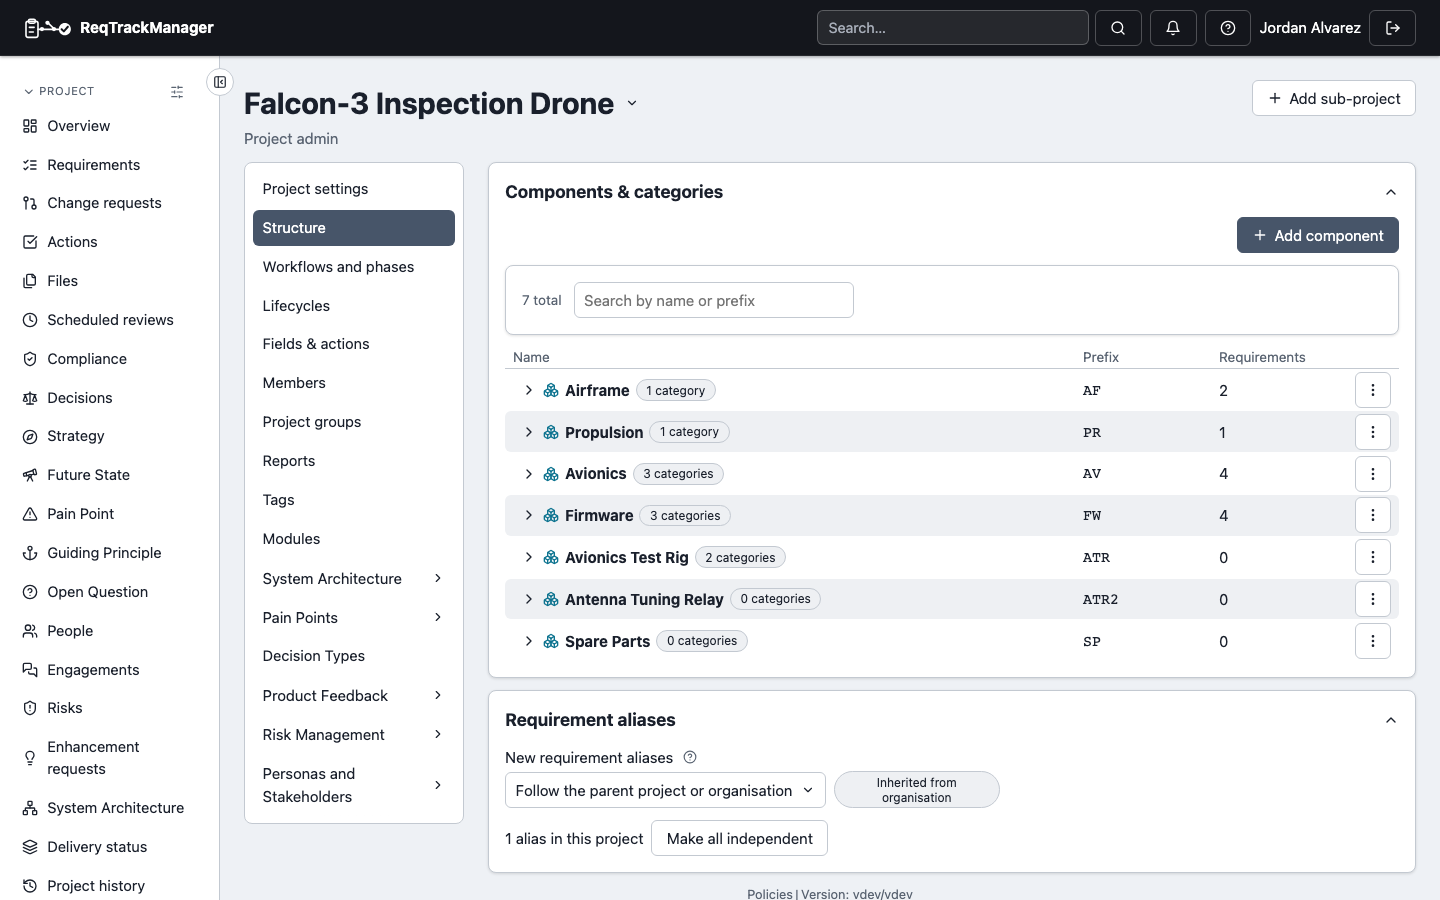 ReqTrackManager
Search...
Jordan Alvarez
PROJECT
Overview
Requirements
Change requests
Actions
Files
Scheduled reviews
Compliance
Decisions
Strategy
Future State
Pain Point
Guiding Principle
Open Question
People
Engagements
Risks
Enhancement
requests
System Architecture
Delivery status
Project history
Falcon-3 Inspection Drone
Add sub-project
Project admin
Project settings
Structure
Workflows and phases
Lifecycles
Fields & actions
Members
Project groups
Reports
Tags
Modules
System Architecture
Pain Points
Decision Types
Product Feedback
Risk Management
Personas and
Stakeholders
Components & categories
Add component
7 total
Search by name or prefix
Name Prefix Requirements
Airframe 1 category AF 2
Propulsion 1 category PR 1
Avionics 3 categories AV 4
Firmware 3 categories FW 4
Avionics Test Rig 2 categories ATR 0
Antenna Tuning Relay 0 categories ATR2 0
Spare Parts 0 categories SP 0
Requirement aliases
New requirement aliases
Follow the parent project or organisation
Inherited from
organisation
1 alias in this project
Make all independent
Policies | Version: vdev/vdev